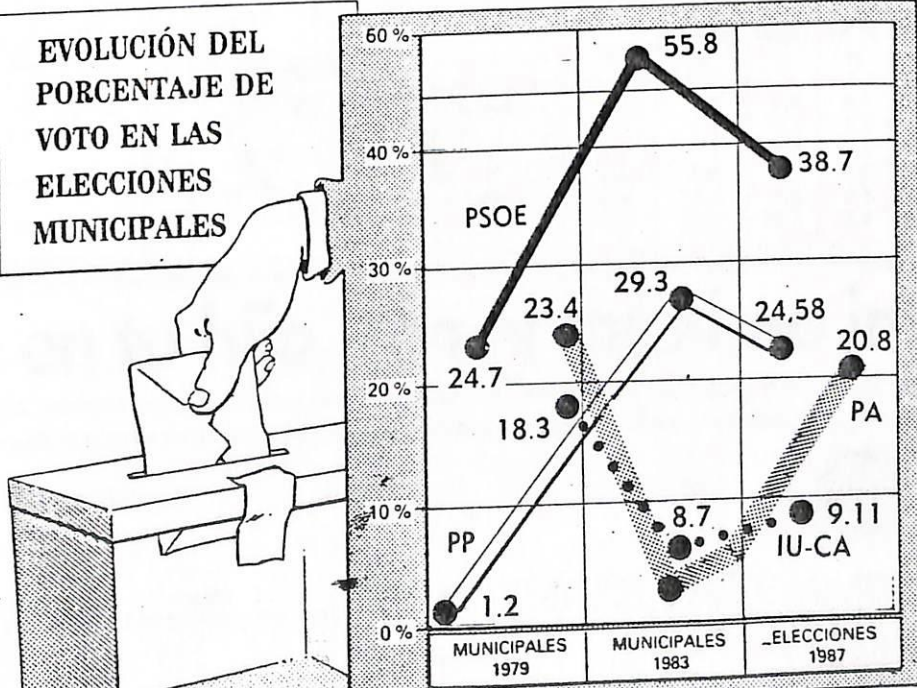 EVOLUCIÓN DEL
PORCENTAJE DE
VOTO EN LAS
ELECCIONES
MUNICIPALES
60 %
40 %
30 %
20 %
10 %
0 %
55.8
38.7
PSOE
29.3
23.4
24,58
20.8
24.7
18.3
PA
8.7
9.11
IU-CA
PP
1.2
MUNICIPALES
1979
MUNICIPALES
1983
ELECCIONES
1987